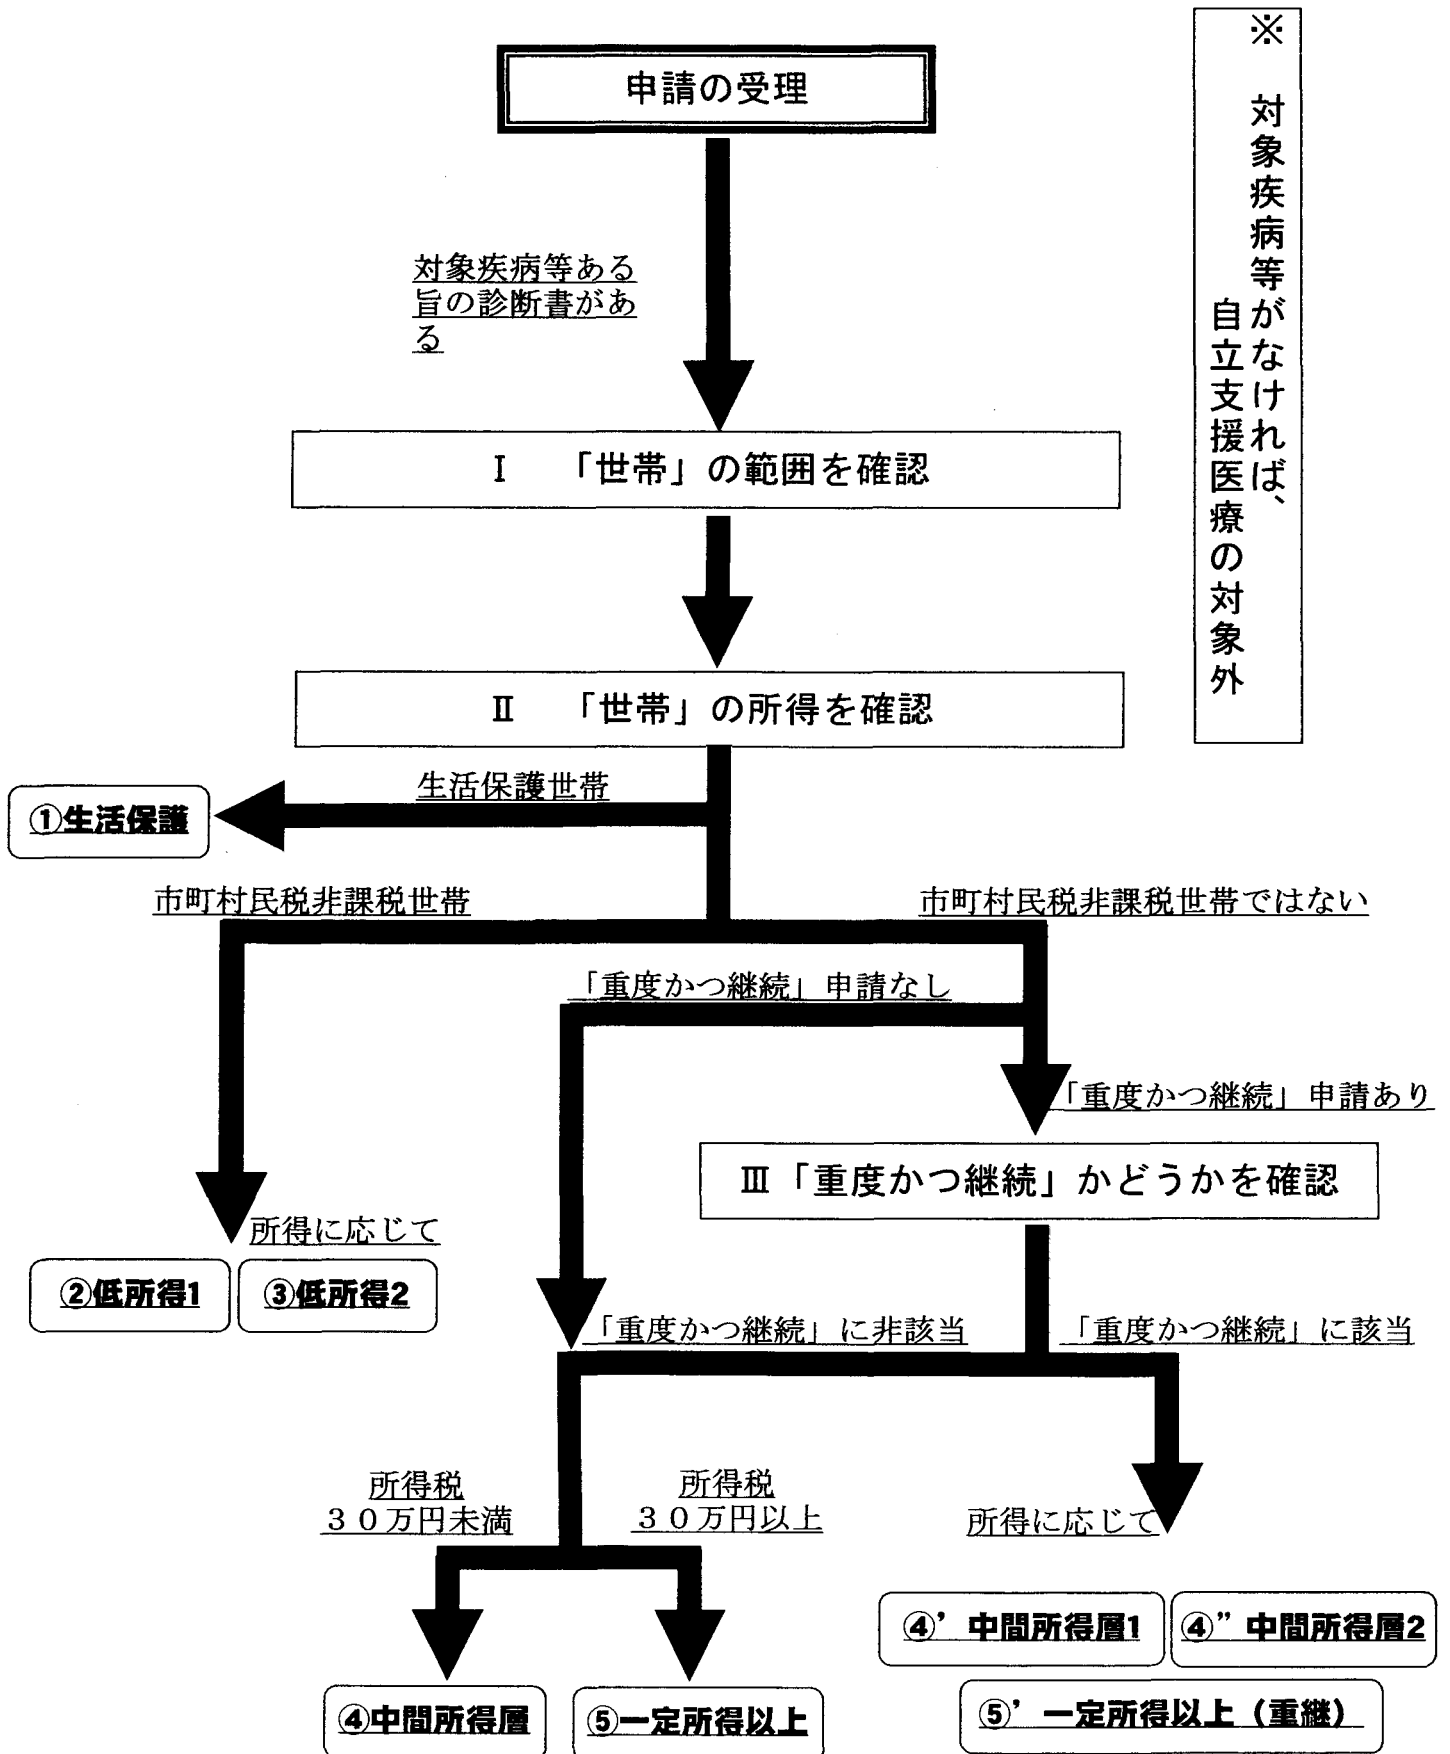 申請の受理
※ 対象疾病等がなければ、
自立支援医療の対象外
対象疾病等ある
旨の診断書があ
る
Ⅰ 「世帯」の範囲を確認
Ⅱ 「世帯」の所得を確認
生活保護世帯
①生活保護
市町村民税非課税世帯
市町村民税非課税世帯ではない
「重度かつ継続」申請なし
「重度かつ継続」申請あり
Ⅲ「重度かつ継続」かどうかを確認
所得に応じて
②低所得1
③低所得2
「重度かつ継続」に非該当
「重度かつ継続」に該当
所得税
３０万円未満
所得税
３０万円以上
所得に応じて
④’中間所得層1
④”中間所得層2
④中間所得層
⑤一定所得以上
⑤’一定所得以上（重継）